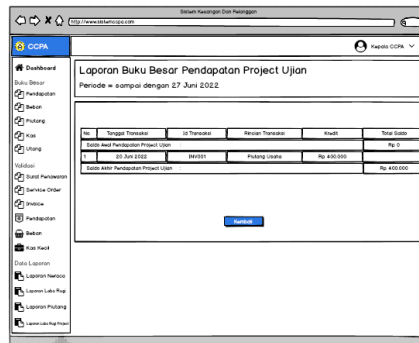 Sistem Keuangan Dan Pelanggan
http://www.sistemccpa.com
CCPA
Kepala CCPA
Dashboard
Buku Besar
Pendapatan
Beban
Piutang
Kas
Utang
Validasi
Surat Penawaran
Service Order
Invoice
Pendapatan
Beban
Kas Kecil
Data Laporan
Laporan Neraca
Laporan Laba Rugi
Laporan Piutang
Laporan Laba Rugi Project
Laporan Buku Besar Pendapatan Project Ujian
Periode = sampai dengan 27 Juni 2022
No Tanggal Transaksi Id Transaksi Rincian Transaksi Kredit Total Saldo
Saldo Awal Pendapatan Project Ujian : Rp 0
1 20 Juni 2022 INV001 Piutang Usaha Rp 400.000
Saldo Akhir Pendapatan Project Ujian : Rp 400.000
Kembali